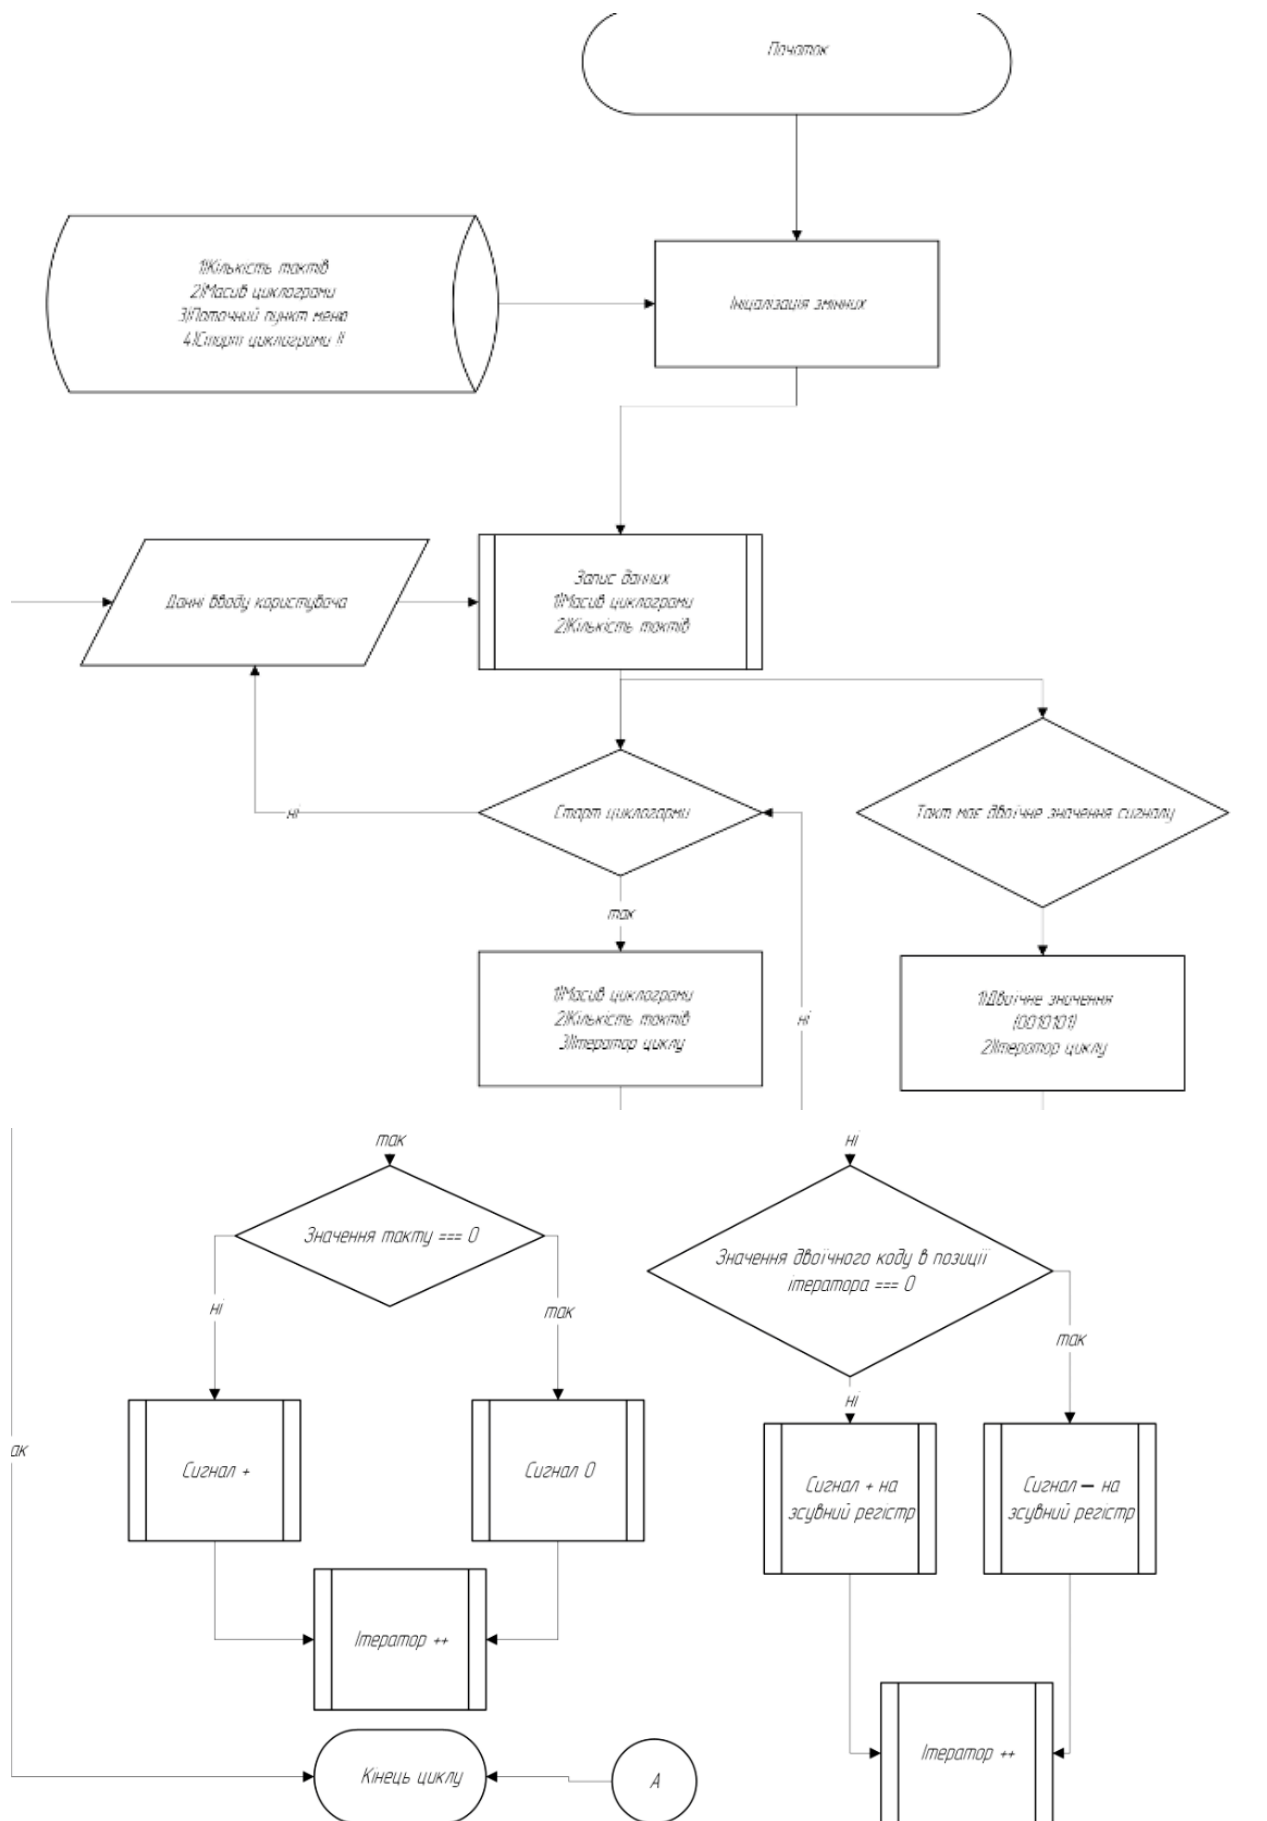 Початок
1)Кількість тактів
2)Масив циклограми
3)Поточний пункт меню
4)Старт циклограми !!
Ініцалізація змінних
Данні вводу користувача
Запис данних
1)Масив циклограми
2)Кількість тактів
ні
Старт циклогарми
Такт має двоїчне значення сигналу
так
1)Масив циклограми
2)Кількість тактів
3)Ітератор циклу
ні
1)Двоїчне значення
(0010101)
2)Ітератор циклу
так
ні
Значення такту === 0
Значення двоїчного коду в позиції
ітератора === 0
ні
так
так
ні
ак
Сигнал +
Сигнал 0
Сигнал + на
зсувний регістр
Сигнал — на
зсувний регістр
Ітератор ++
Ітератор ++
Кінець циклу
А